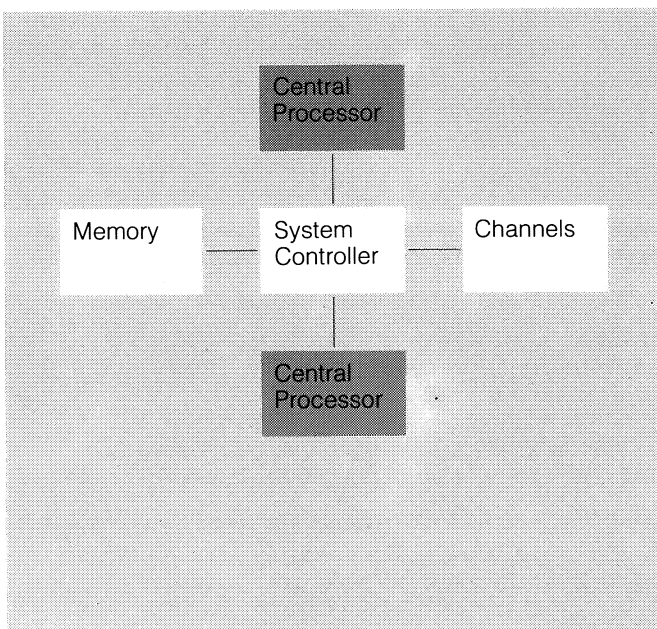 Central
Processor
Memory
System
Controller
Channels
Central
Processor